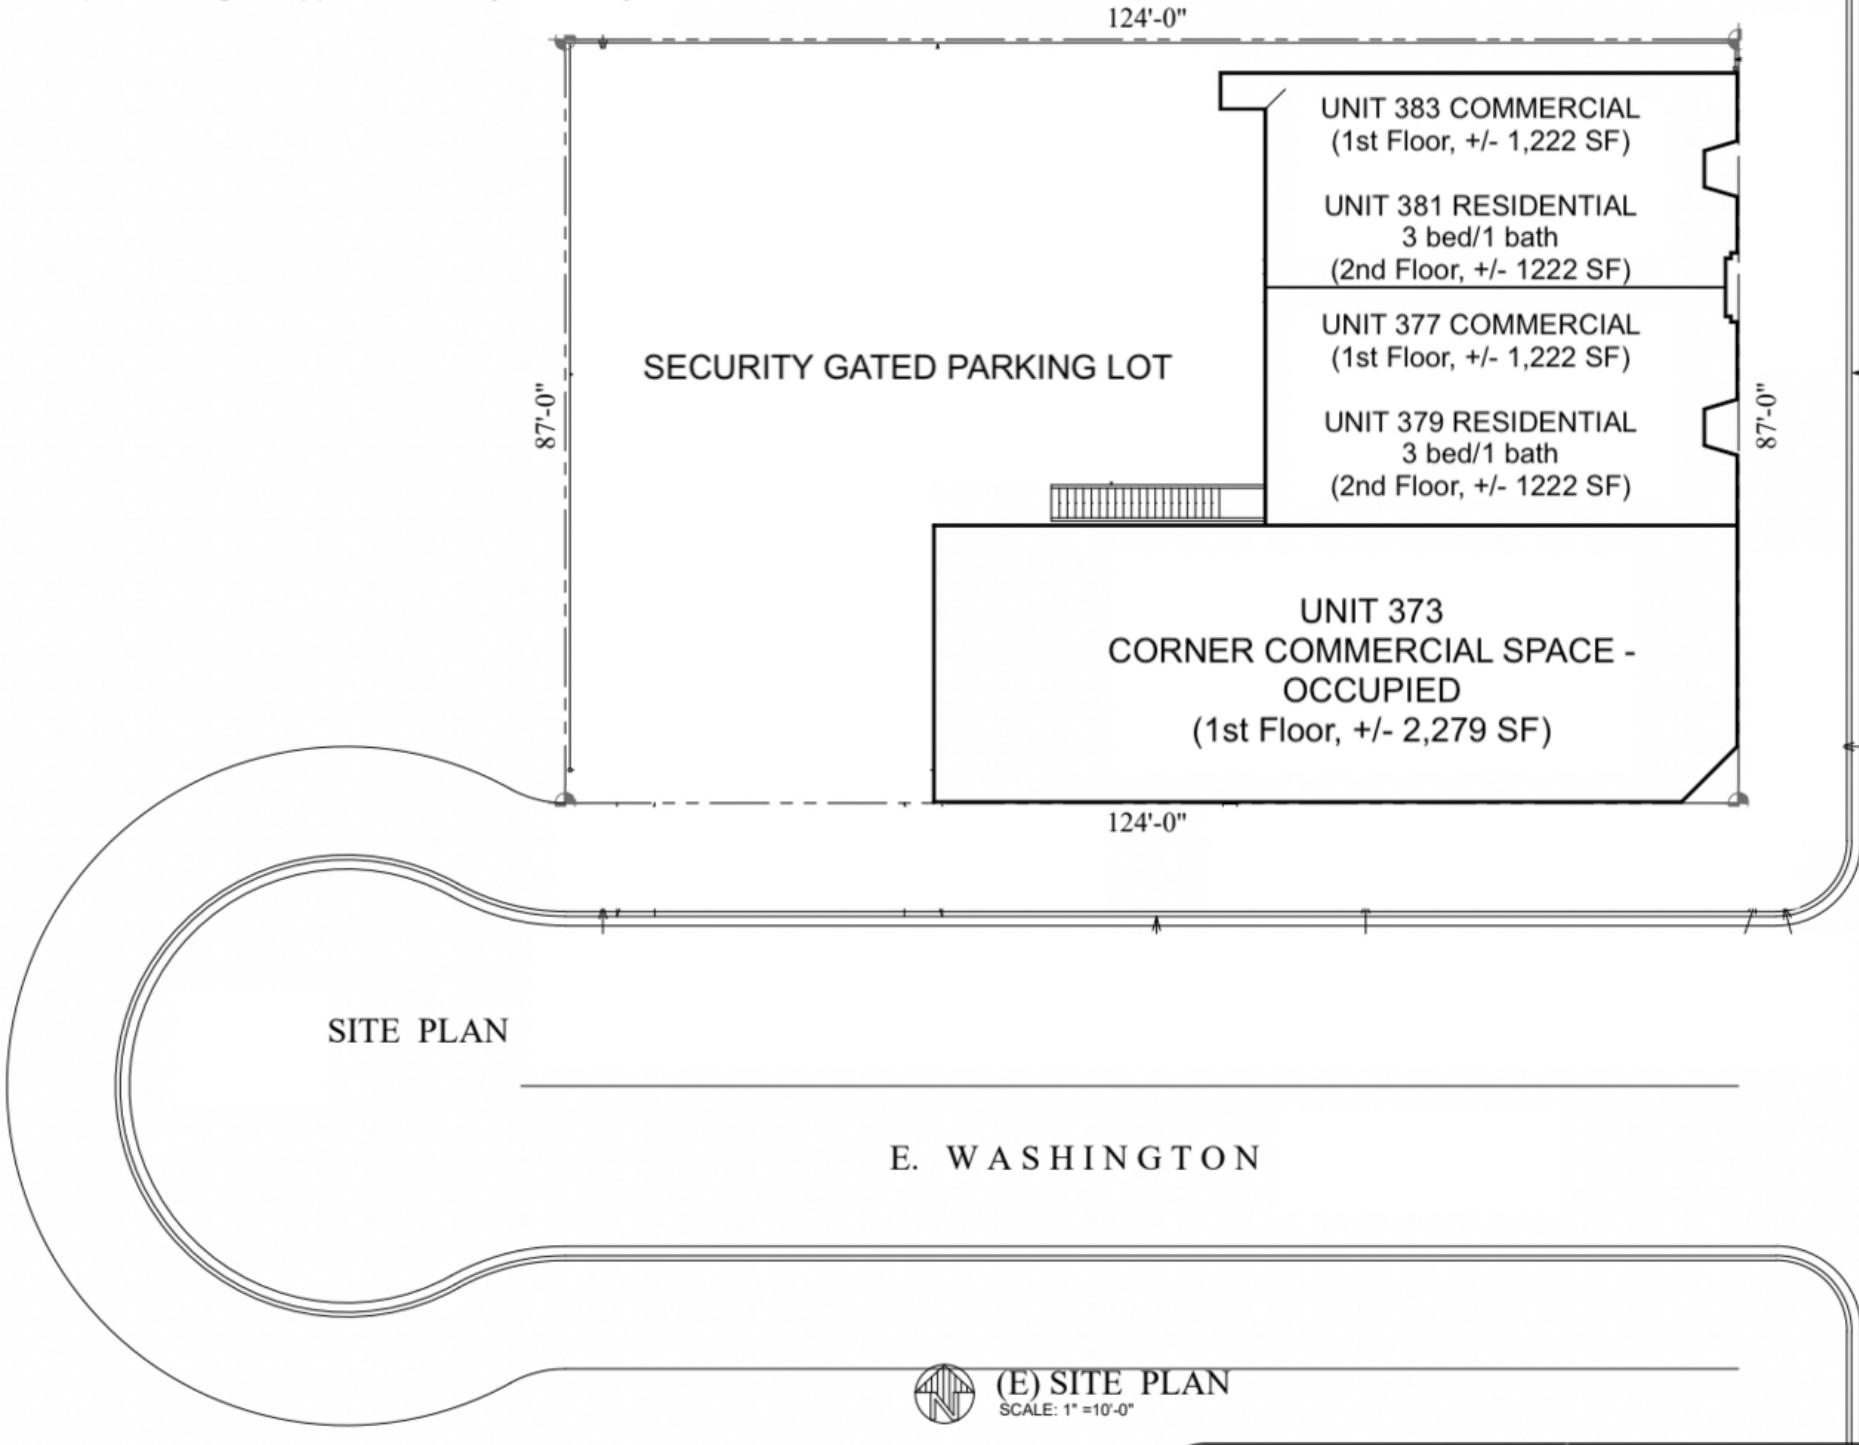 124'-0"
UNIT 383 COMMERCIAL
(1st Floor, +/- 1,222 SF)
UNIT 381 RESIDENTIAL
3 bed/1 bath
(2nd Floor, +/- 1222 SF)
UNIT 377 COMMERCIAL
(1st Floor, +/- 1,222 SF)
SECURITY GATED PARKING LOT
87'-0"
87'-0"
UNIT 379 RESIDENTIAL
3 bed/1 bath
(2nd Floor, +/- 1222 SF)
UNIT 373
CORNER COMMERCIAL SPACE -
OCCUPIED
(1st Floor, +/- 2,279 SF)
124'-0"
SITE PLAN
E. WASHINGTON
N
(E) SITE PLAN
SCALE: 1" =10'-0"